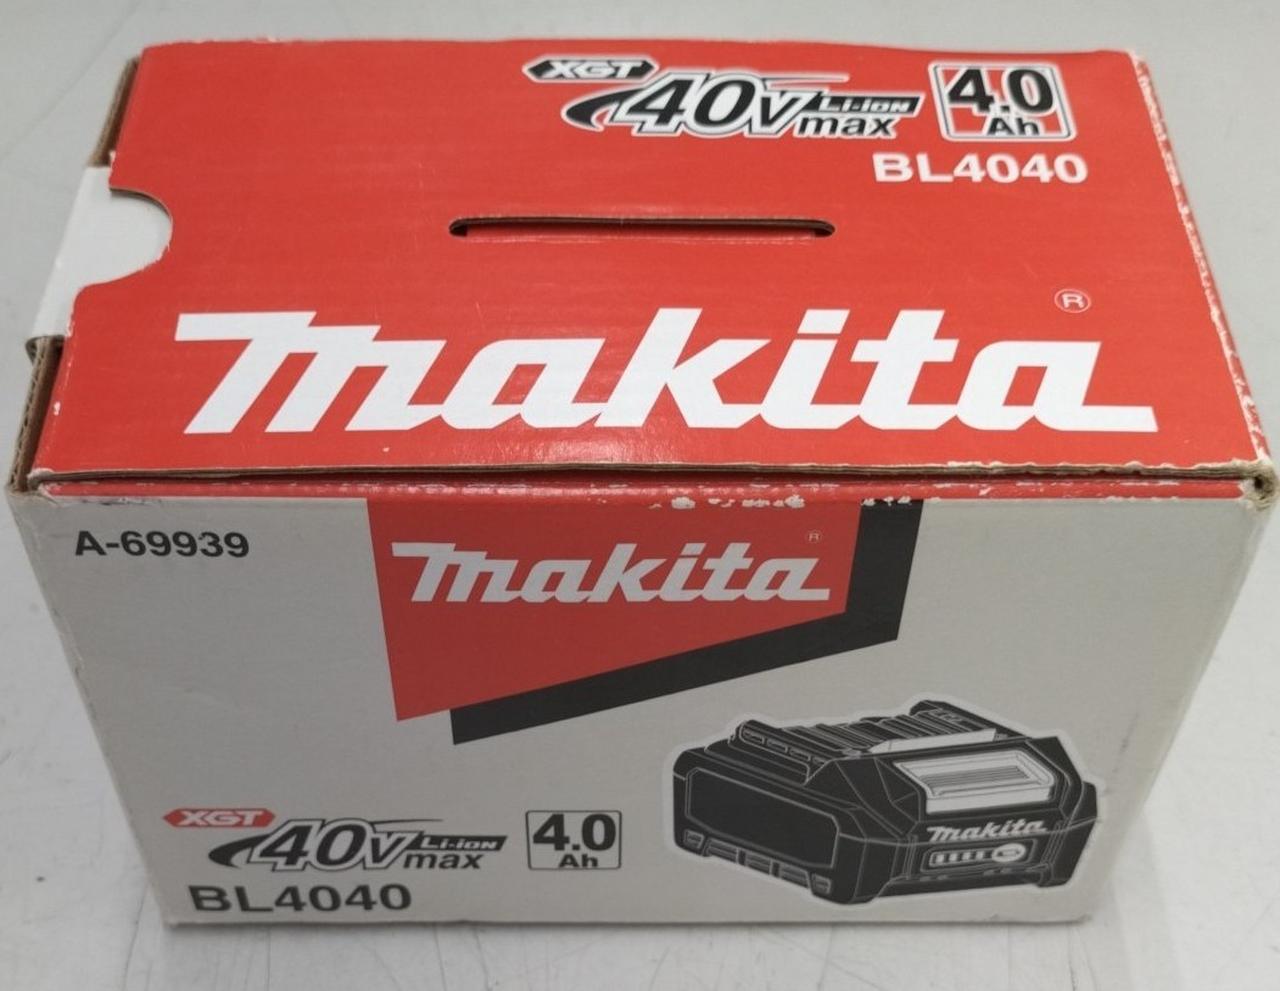 XGT
40V Li-ion max
4.0 Ah
BL4040
makita®
A-69939
makita®
XGT
40V Li-ion max
4.0 Ah
BL4040
makita